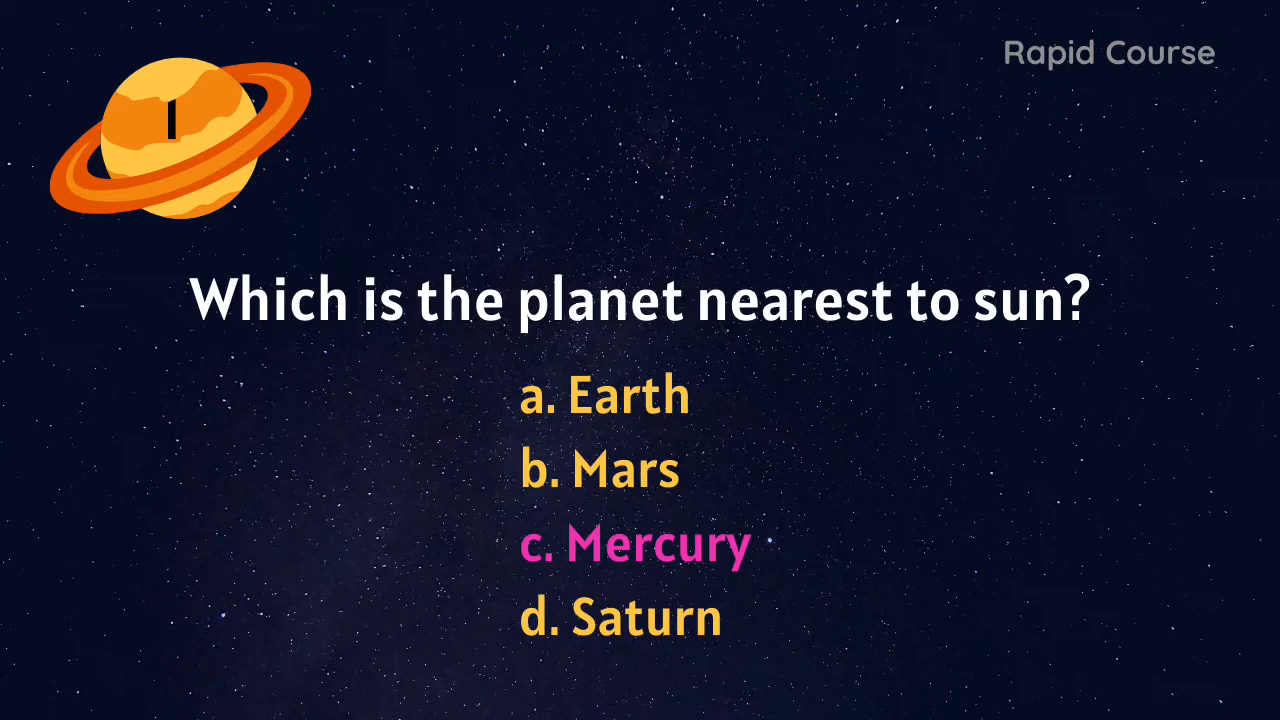 Rapid Course
1
Which is the planet nearest to sun?
a. Earth
b. Mars
c. Mercury
d. Saturn